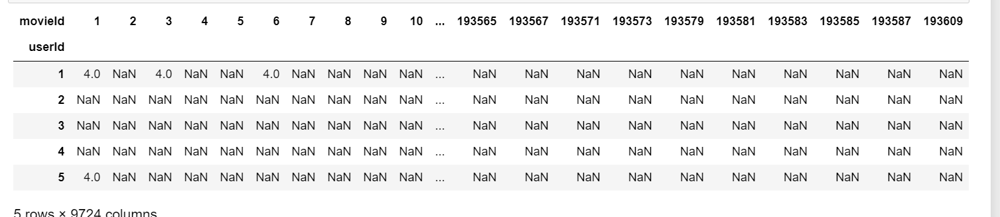 movieId 1 2 3 4 5 6 7 8 9 10 ... 193565 193567 193571 193573 193579 193581 193583 193585 193587 193609
userId
1 4.0 NaN 4.0 NaN NaN 4.0 NaN NaN NaN NaN ... NaN NaN NaN NaN NaN NaN NaN NaN NaN NaN
2 NaN NaN NaN NaN NaN NaN NaN NaN NaN NaN ... NaN NaN NaN NaN NaN NaN NaN NaN NaN NaN
3 NaN NaN NaN NaN NaN NaN NaN NaN NaN NaN ... NaN NaN NaN NaN NaN NaN NaN NaN NaN NaN
4 NaN NaN NaN NaN NaN NaN NaN NaN NaN NaN ... NaN NaN NaN NaN NaN NaN NaN NaN NaN NaN
5 4.0 NaN NaN NaN NaN NaN NaN NaN NaN NaN ... NaN NaN NaN NaN NaN NaN NaN NaN NaN NaN
5 rows × 9724 columns